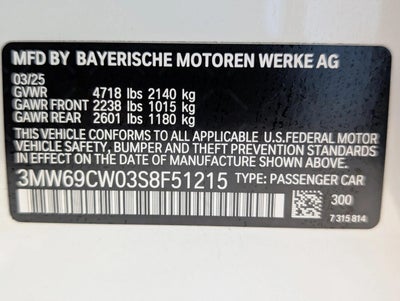 MFD BY BAYERISCHE MOTOREN WERKE AG
03/25
GVWR 4718 lbs 2140 kg
GAWR FRONT 2238 lbs 1015 kg
GAWR REAR 2601 lbs 1180 kg
THIS VEHICLE CONFORMS TO ALL APPLICABLE U.S. FEDERAL MOTOR
VEHICLE SAFETY, BUMPER AND THEFT PREVENTION STANDARDS
IN EFFECT ON THE DATE OF MANUFACTURE SHOWN ABOVE.
3MW69CW03S8F51215 TYPE: PASSENGER CAR
300
7 315 814